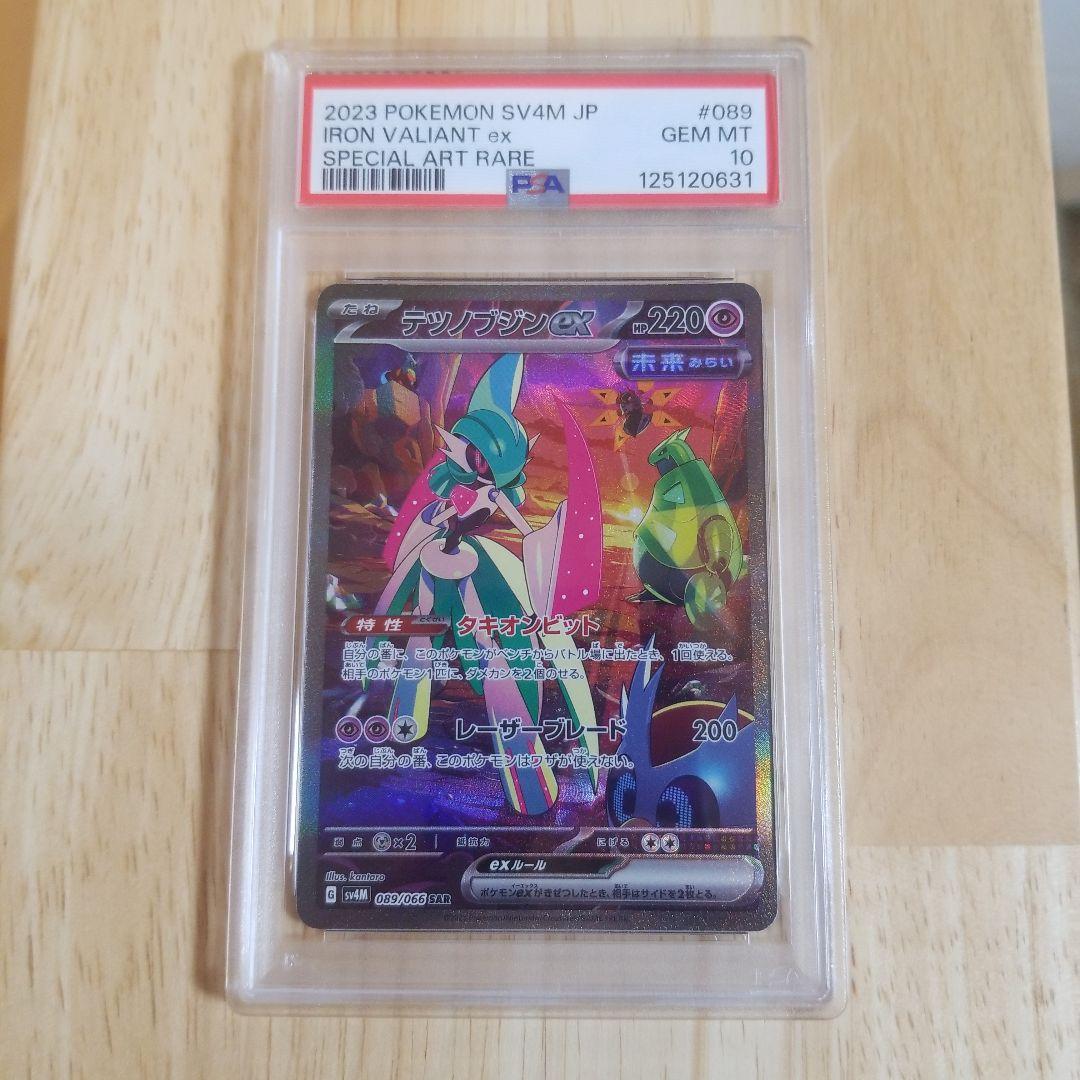 2023 POKEMON SV4M JP #089
IRON VALIANT ex GEM MT
SPECIAL ART RARE 10
PSA 125120631
たね テツノブジンex HP220
未来 みらい
特性 とくせい タキオンビット
自分の番に、このポケモンがベンチからバトル場に出たとき、1回使える。
相手のポケモン1匹に、ダメカンを2個のせる。
レーザーブレード 200
次の自分の番、このポケモンはワザが使えない。
弱点 ×2 抵抗力 にげる
exルール
ポケモンexがきぜつしたとき、相手はサイドを2枚とる。
Illus. kantaro
G SV4M 089/066 SAR